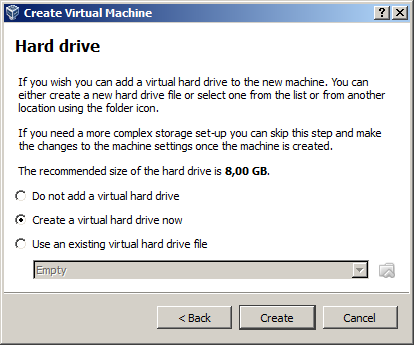 Create Virtual Machine
Hard drive
If you wish you can add a virtual hard drive to the new machine. You can
either create a new hard drive file or select one from the list or from another
location using the folder icon.
If you need a more complex storage set-up you can skip this step and make
the changes to the machine settings once the machine is created.
The recommended size of the hard drive is 8,00 GB.
Do not add a virtual hard drive
Create a virtual hard drive now
Use an existing virtual hard drive file
Empty
< Back
Create
Cancel